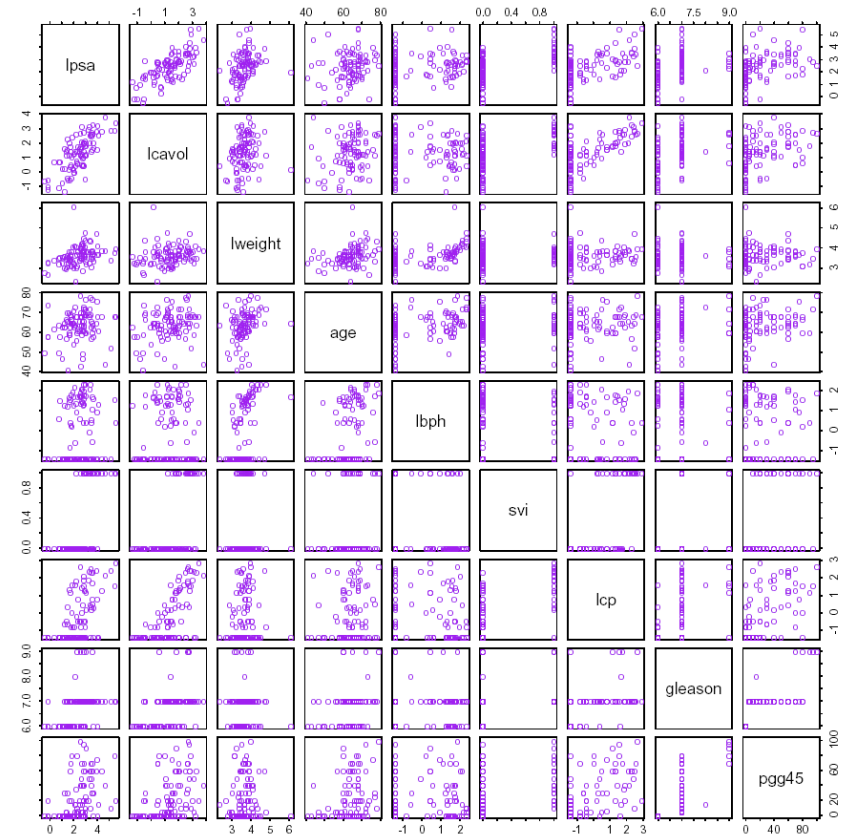 -1 1 2 3 4
40 60 80
0.0 0.4 0.8
6.0 7.0 8.0 9.0
lpsa
0 1 2 3 4 5
-1 0 1 2 3 4
lcavol
lweight
3 4 5 6
40 50 60 70 80
age
lbph
-1 0 1 2
0.0 0.4 0.8
svi
lcp
-1 0 1 2 3
6.0 7.0 8.0 9.0
gleason
pgg45
0 20 60 100
0 2 4
3 4 5 6
-1 0 1 2
-1 1 2 3
0 40 80